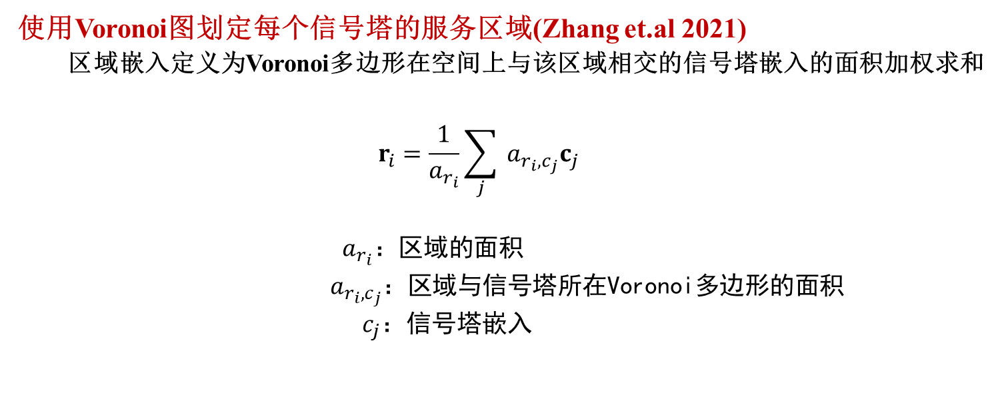 使用Voronoi图划定每个信号塔的服务区域(Zhang et.al 2021)
区域嵌入定义为Voronoi多边形在空间上与该区域相交的信号塔嵌入的面积加权求和
$\mathbf{r}_i = \frac{1}{a_{r_i}} \sum_j a_{r_i,c_j} \mathbf{c}_j$
$a_{r_i}$：区域的面积
$a_{r_i,c_j}$：区域与信号塔所在Voronoi多边形的面积
$c_j$：信号塔嵌入